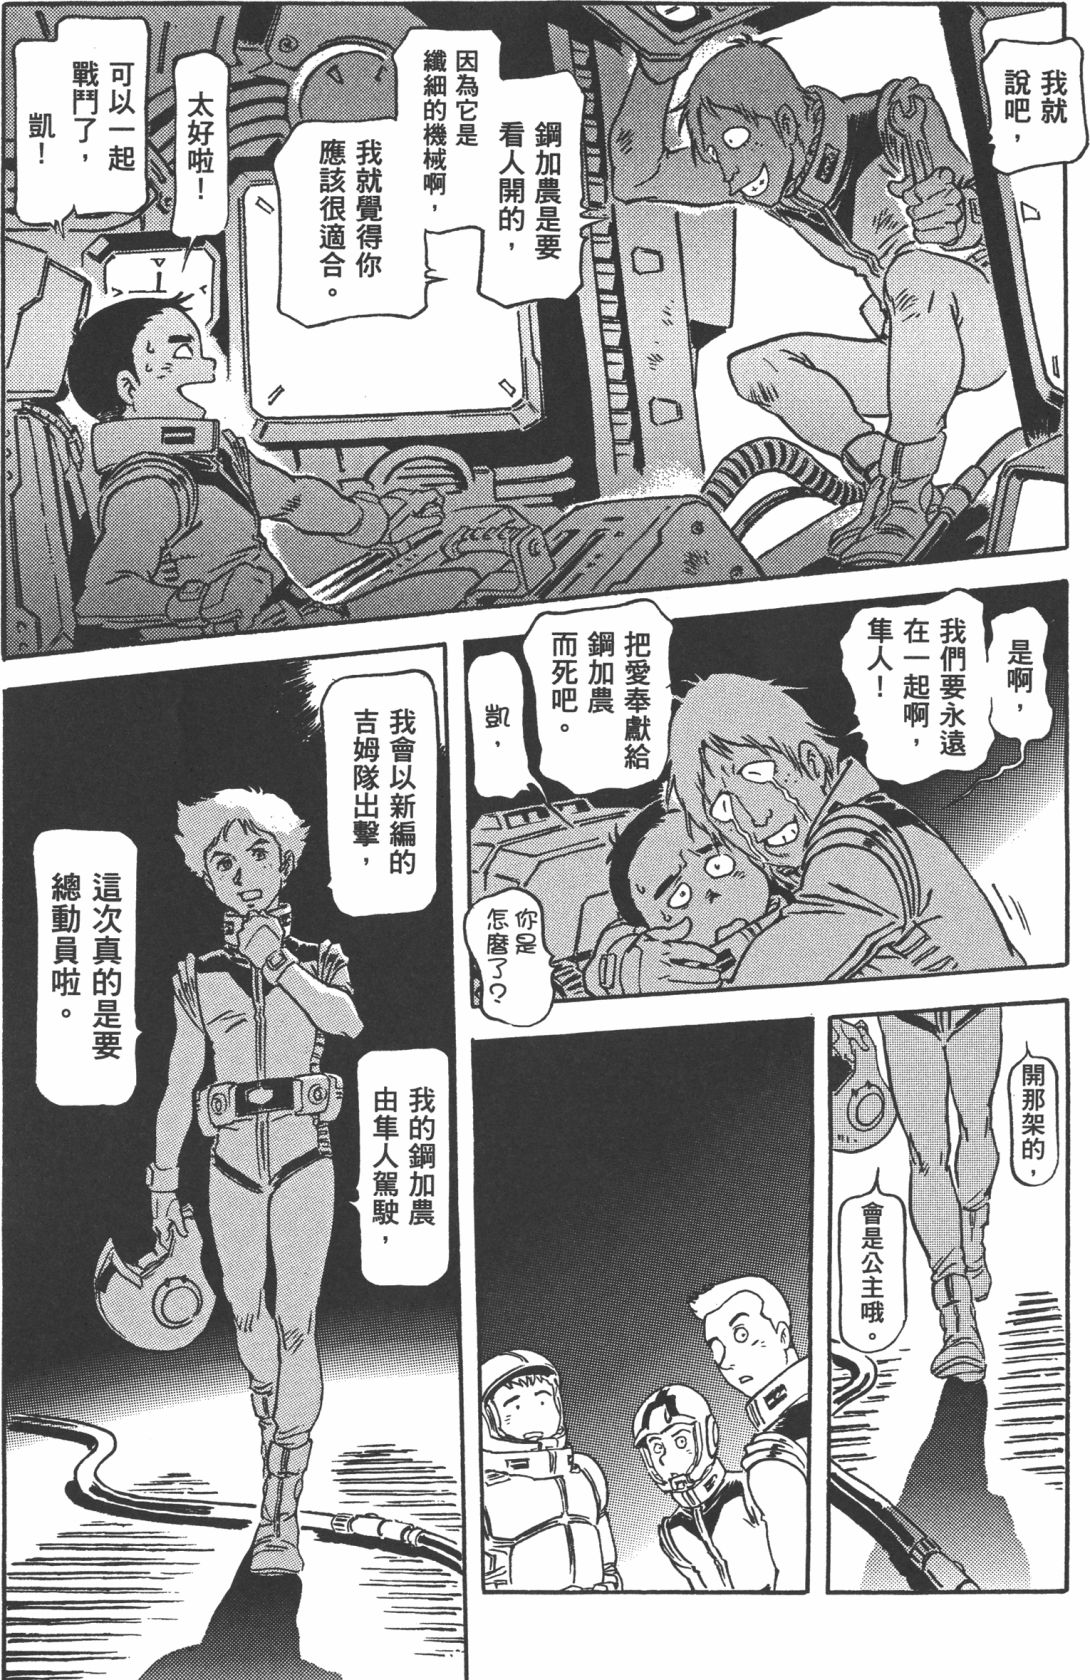 我就
說吧，
鋼加農是要
看人開的，
因為它是
纖細的機械啊，
我就覺得你
應該很適合。
太好啦！
可以一起
戰鬥了，
凱！
是啊，
我們要永遠
在一起啊，
隼人！
把愛奉獻給
鋼加農
而死吧。
凱，
你是
怎麼了？
開那架的，
會是公主哦。
我會以新編的
吉姆隊出擊，
我的鋼加農
由隼人駕駛，
這次真的是要
總動員啦。